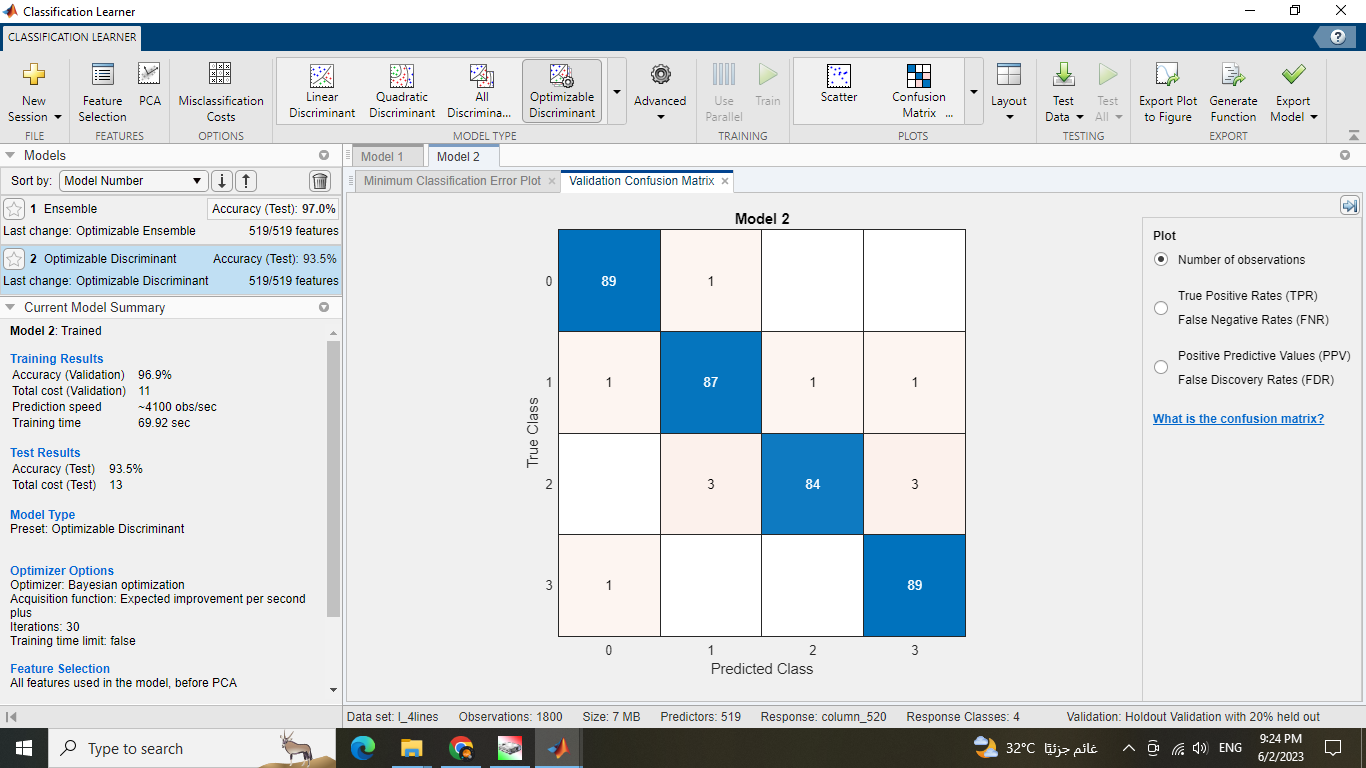 Classification Learner
CLASSIFICATION LEARNER
New Session
Feature Selection
PCA
Misclassification Costs
Linear Discriminant
Quadratic Discriminant
All Discrimina...
Optimizable Discriminant
Advanced
Use Parallel
Train
Scatter
Confusion Matrix ...
Layout
Test Data
Test All
Export Plot to Figure
Generate Function
Export Model
FILE
FEATURES
OPTIONS
MODEL TYPE
TRAINING
PLOTS
TESTING
EXPORT
Models
Sort by: Model Number
1 Ensemble Accuracy (Test): 97.0%
Last change: Optimizable Ensemble 519/519 features
2 Optimizable Discriminant Accuracy (Test): 93.5%
Last change: Optimizable Discriminant 519/519 features
Current Model Summary
Model 2: Trained
Training Results
Accuracy (Validation) 96.9%
Total cost (Validation) 11
Prediction speed ~4100 obs/sec
Training time 69.92 sec
Test Results
Accuracy (Test) 93.5%
Total cost (Test) 13
Model Type
Preset: Optimizable Discriminant
Optimizer Options
Optimizer: Bayesian optimization
Acquisition function: Expected improvement per second
plus
Iterations: 30
Training time limit: false
Feature Selection
All features used in the model, before PCA
Model 1 Model 2
Minimum Classification Error Plot Validation Confusion Matrix
Model 2
0 89 1
1 1 87 1 1
2 3 84 3
3 1 89
0 1 2 3
True Class
Predicted Class
Plot
Number of observations
True Positive Rates (TPR)
False Negative Rates (FNR)
Positive Predictive Values (PPV)
False Discovery Rates (FDR)
What is the confusion matrix?
Data set: I_4lines Observations: 1800 Size: 7 MB Predictors: 519 Response: column_520 Response Classes: 4 Validation: Holdout Validation with 20% held out
Type to search
32°C غائم جزئيًا
ENG
9:24 PM
6/2/2023